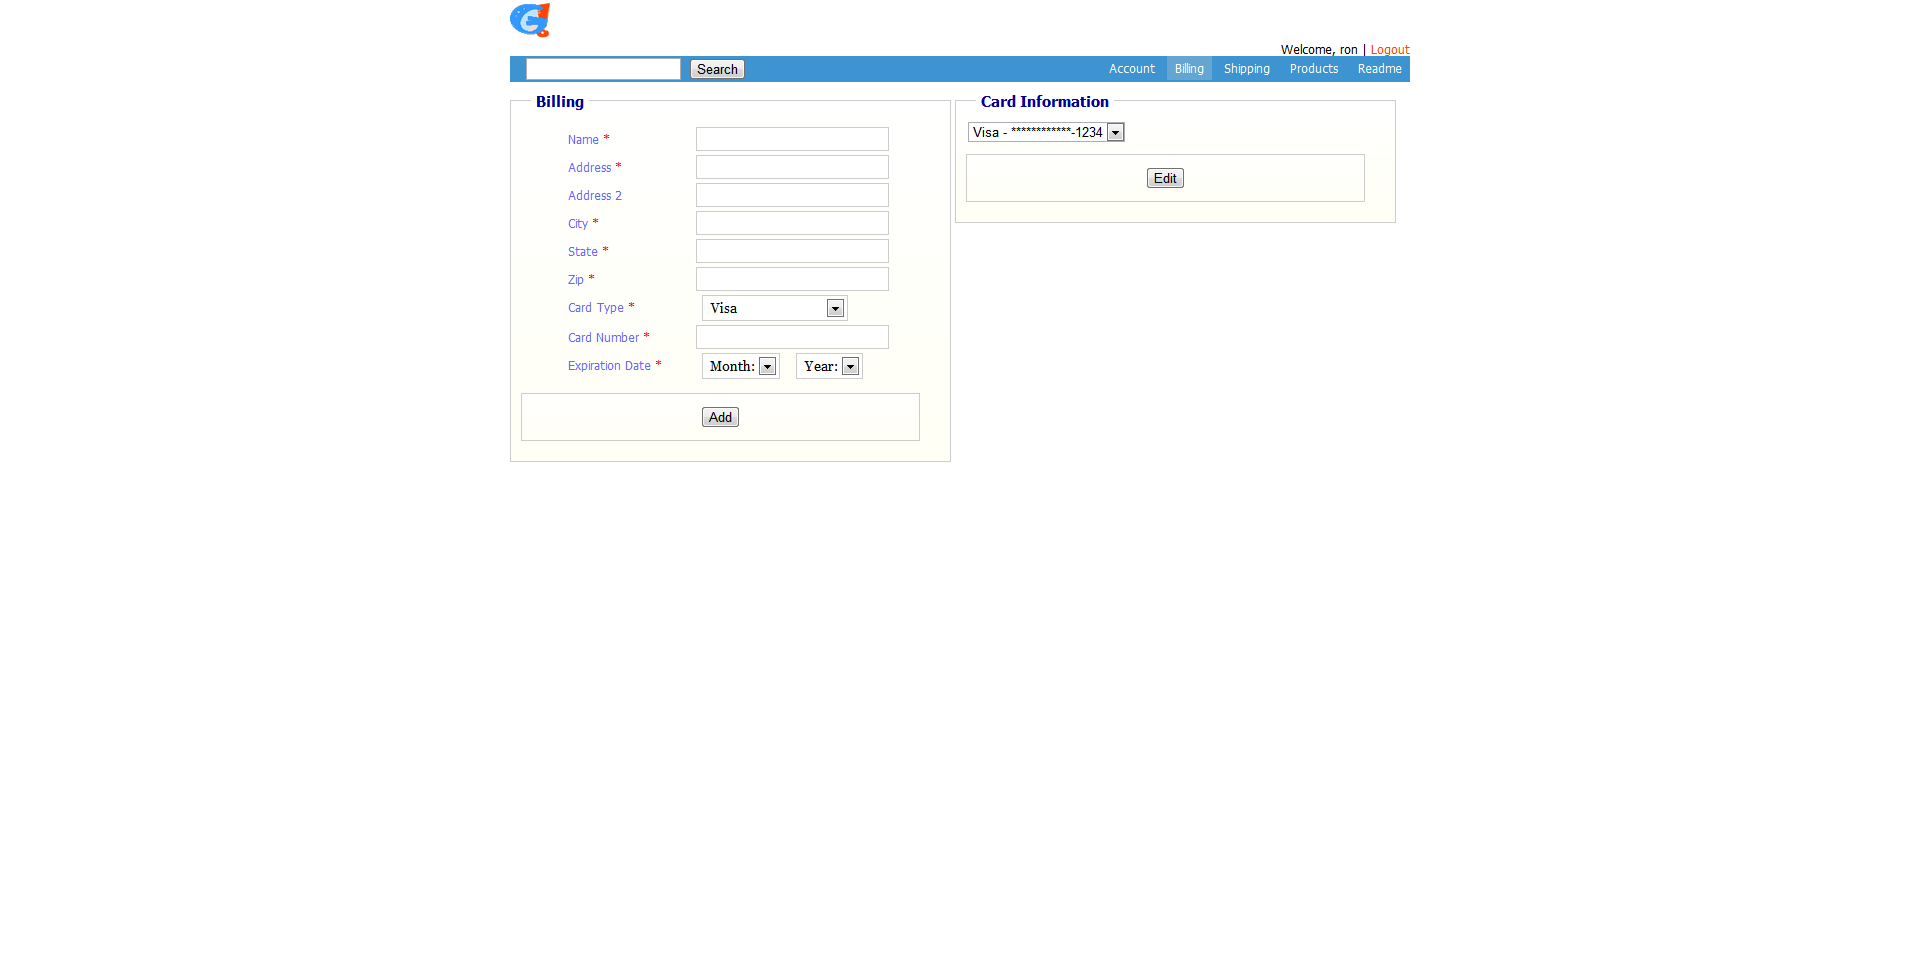 Welcome, ron | Logout
Search Account Billing Shipping Products Readme
Billing
Name *
Address *
Address 2
City *
State *
Zip *
Card Type * Visa
Card Number *
Expiration Date * Month: Year:
Add
Card Information
Visa - ************-1234
Edit